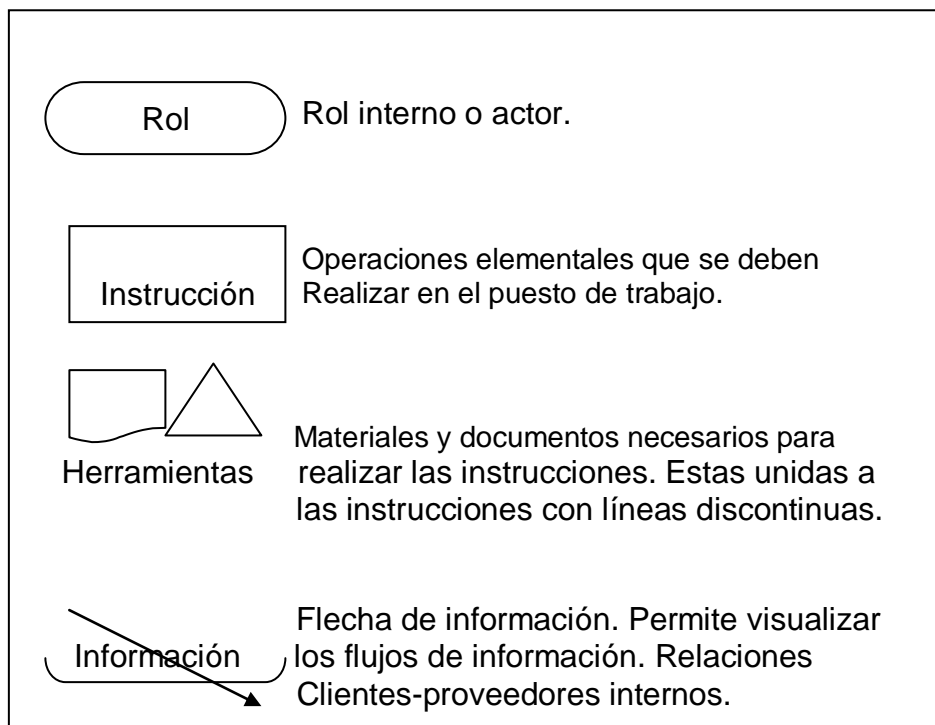 Rol
Rol interno o actor.
Instrucción
Operaciones elementales que se deben
Realizar en el puesto de trabajo.
Herramientas
Materiales y documentos necesarios para
realizar las instrucciones. Estas unidas a
las instrucciones con líneas discontinuas.
Información
Flecha de información. Permite visualizar
los flujos de información. Relaciones
Clientes-proveedores internos.